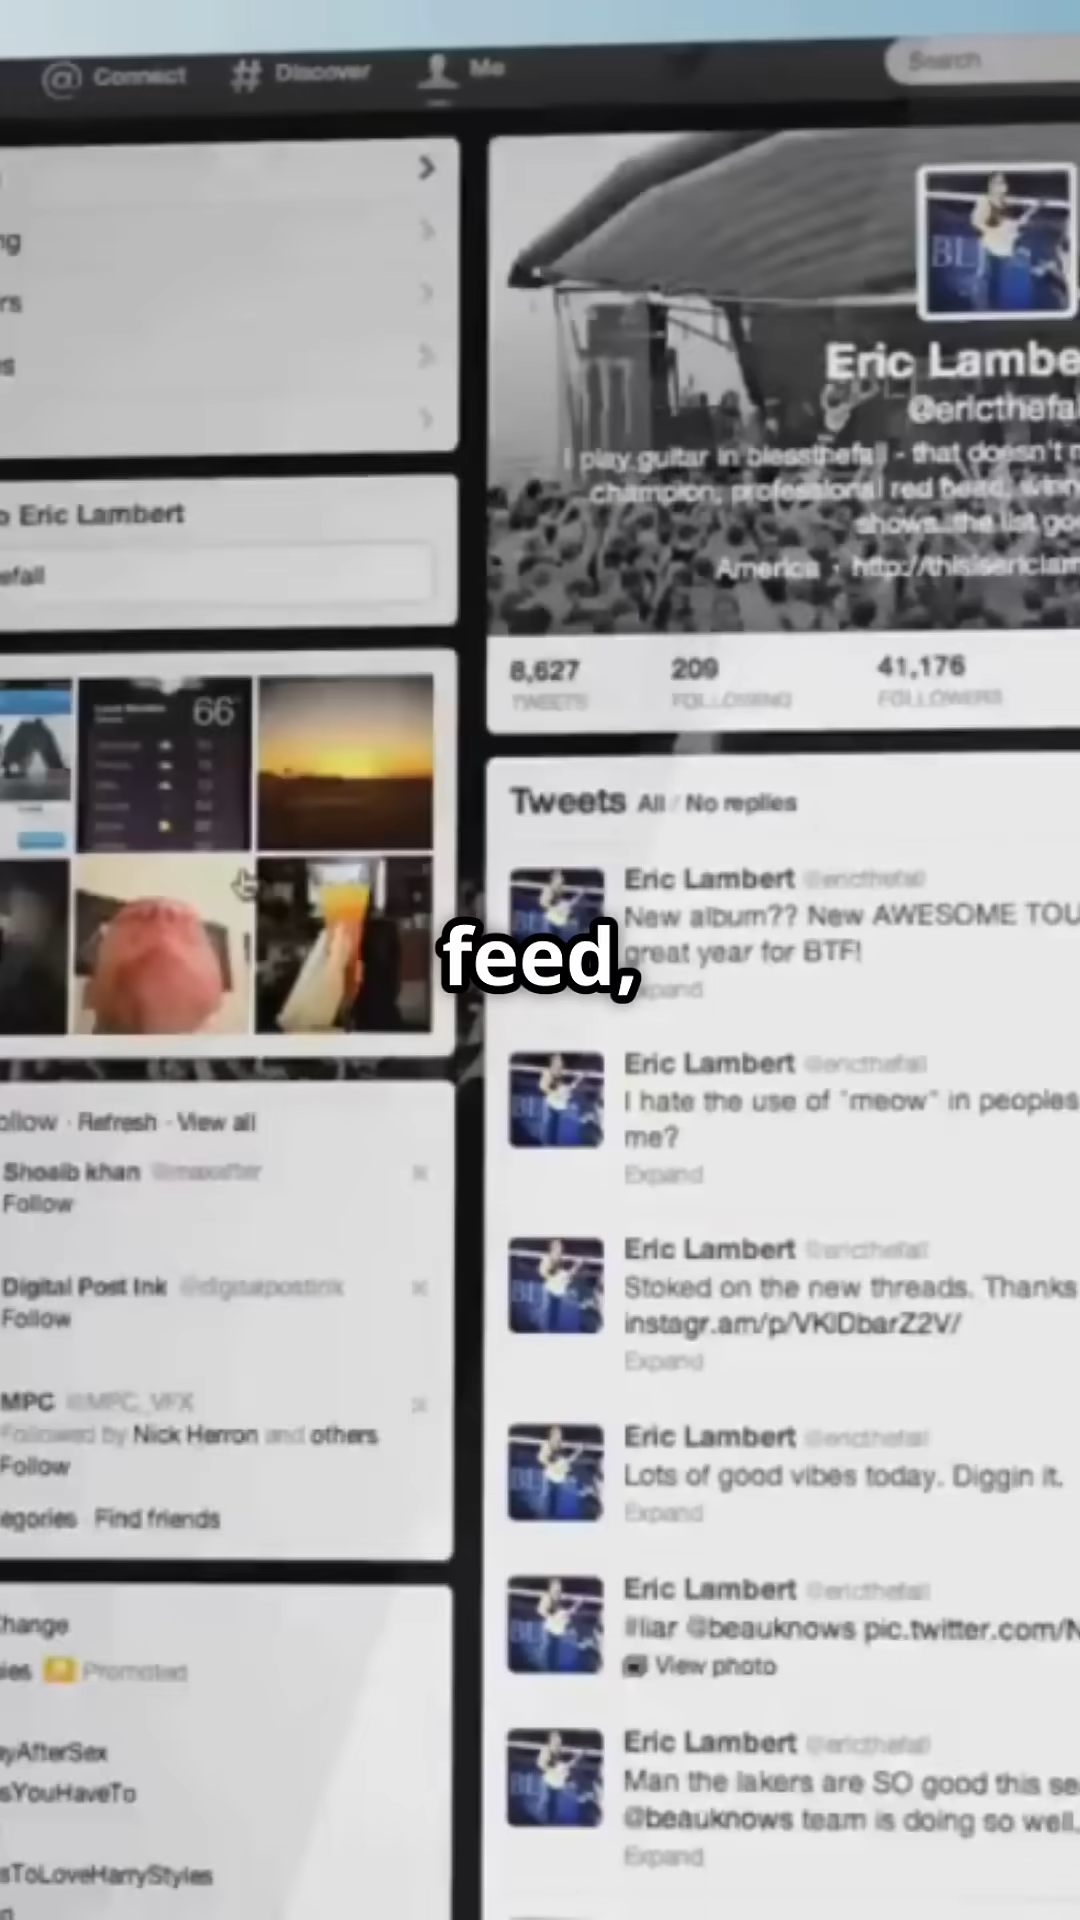 Connect
Discover
Me
Search
Eric Lambe
@ericthefal
I play guitar in blessthefall - that doesn't
champion, professional red head,
shows...the list go
America · http://thisisericlam
ng
rs
s
o Eric Lambert
efall
8,627
209
41,176
TWEETS
FOLLOWING
FOLLOWERS
66°
Tweets All / No replies
Eric Lambert @ericthefall
New album?? New AWESOME TOU
great year for BTF!
xpand
feed,
Eric Lambert @ericthefall
I hate the use of "meow" in peoples
me?
Expand
Eric Lambert @ericthefall
Stoked on the new threads. Thanks
instagr.am/p/VKlDbarZ2V/
Expand
Eric Lambert @ericthefall
Lots of good vibes today. Diggin it.
Expand
Eric Lambert @ericthefall
#liar @beauknows pic.twitter.com/N
View photo
Eric Lambert @ericthefall
Man the lakers are SO good this se
@beauknows team is doing so well.
Expand
ollow · Refresh · View all
Shoaib khan
Follow
Digital Post Ink @digitalpostink
Follow
MPC @MPC_VFX
Followed by Nick Herron and others
Follow
egories · Find friends
hange
ies Promoted
yAfterSex
sYouHaveTo
sToLoveHarryStyles